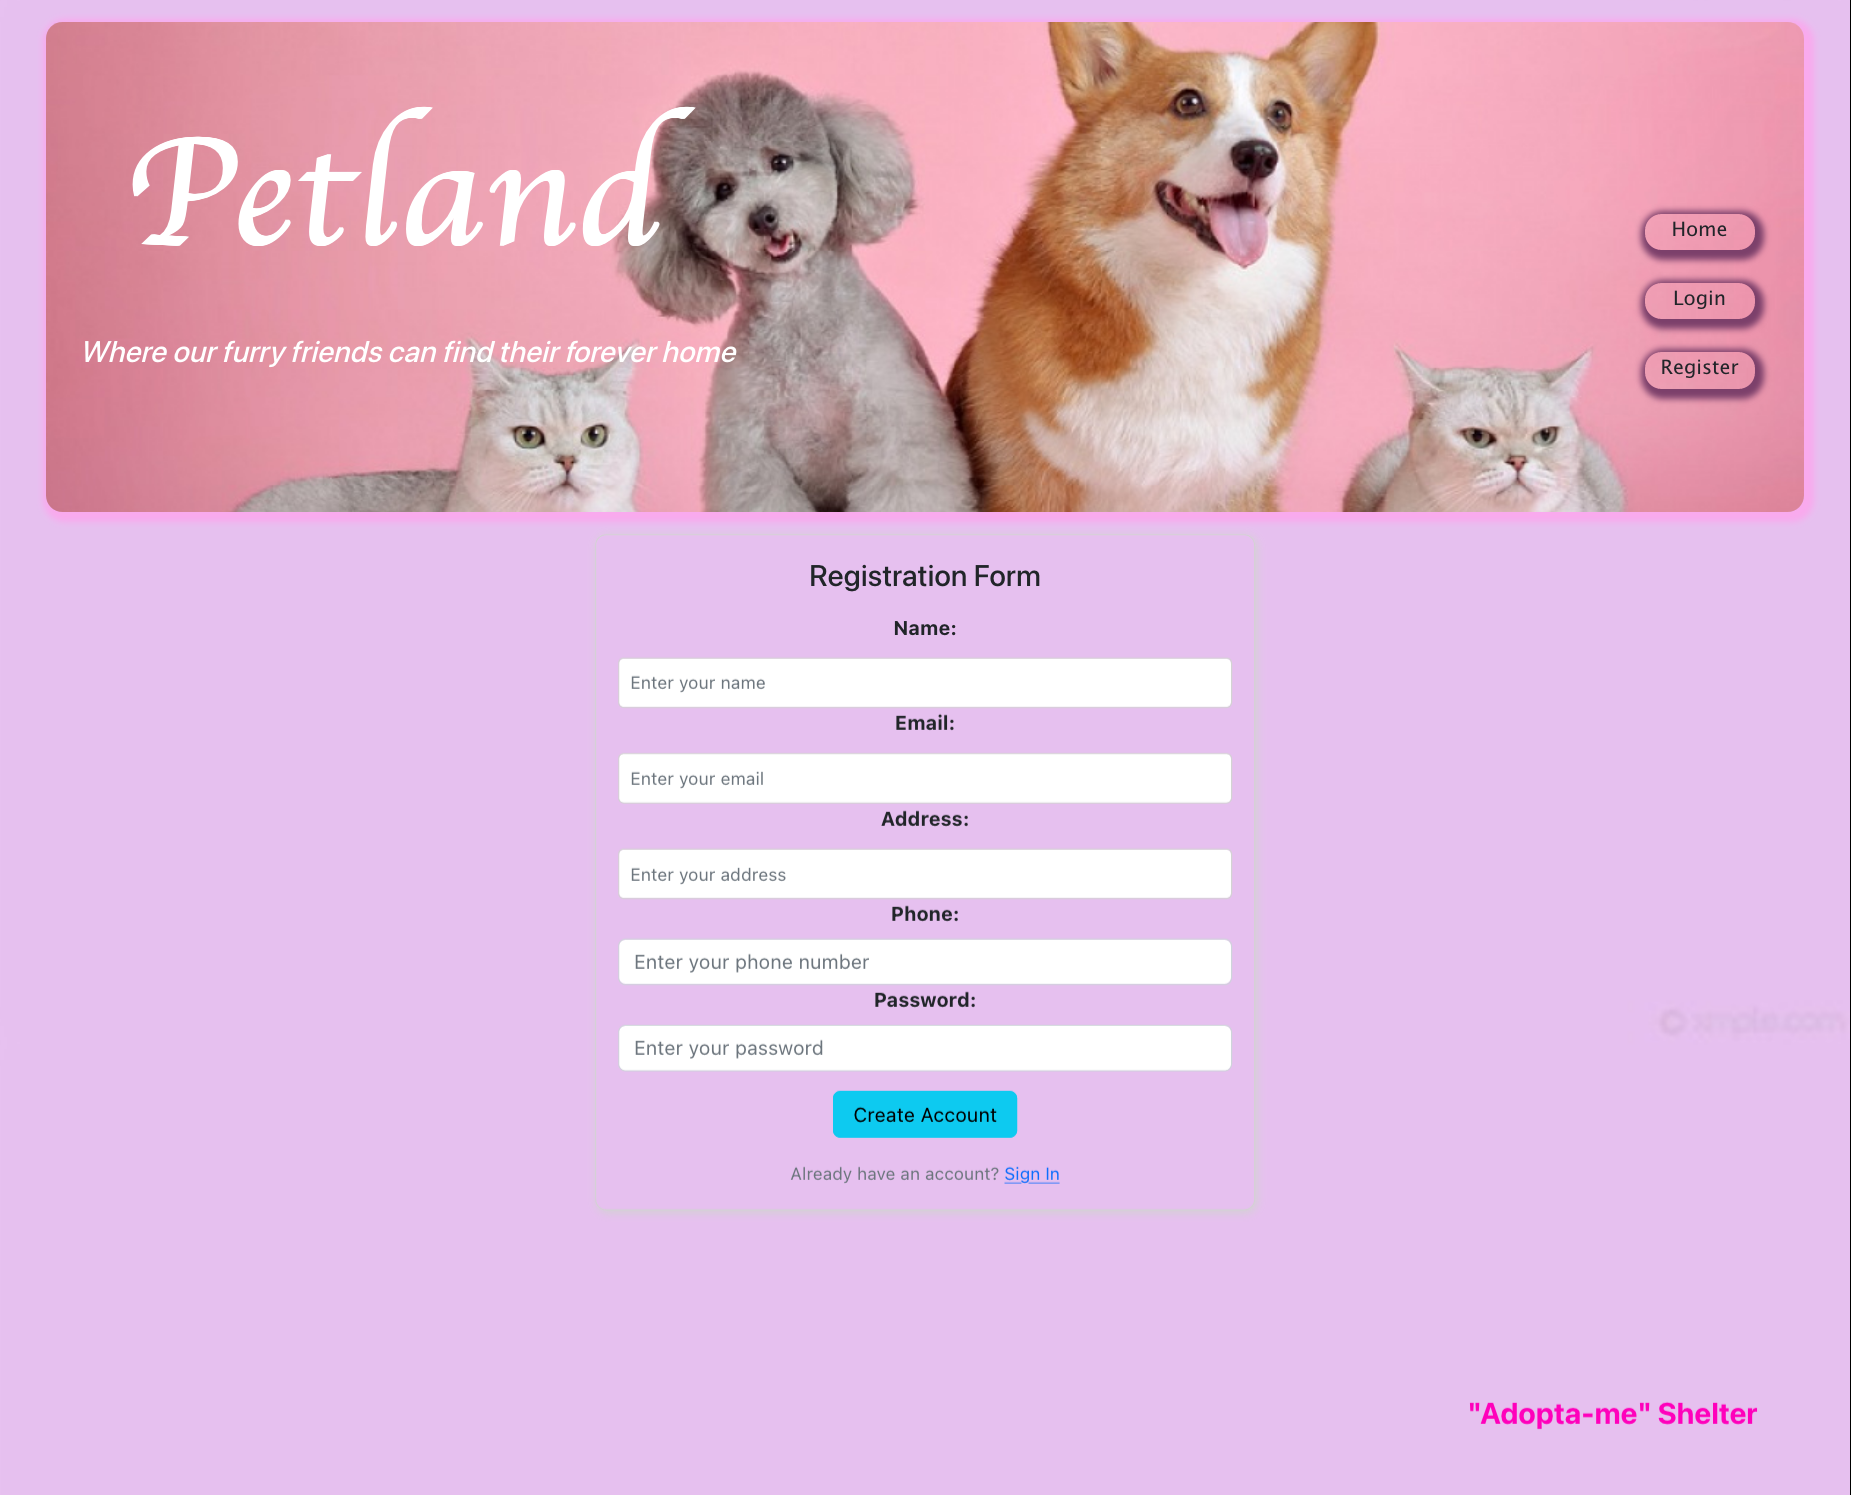 Petland
Where our furry friends can find their forever home
Home
Login
Register
Registration Form
Name:
Enter your name
Email:
Enter your email
Address:
Enter your address
Phone:
Enter your phone number
Password:
Enter your password
Create Account
Already have an account? Sign In
"Adopta-me" Shelter